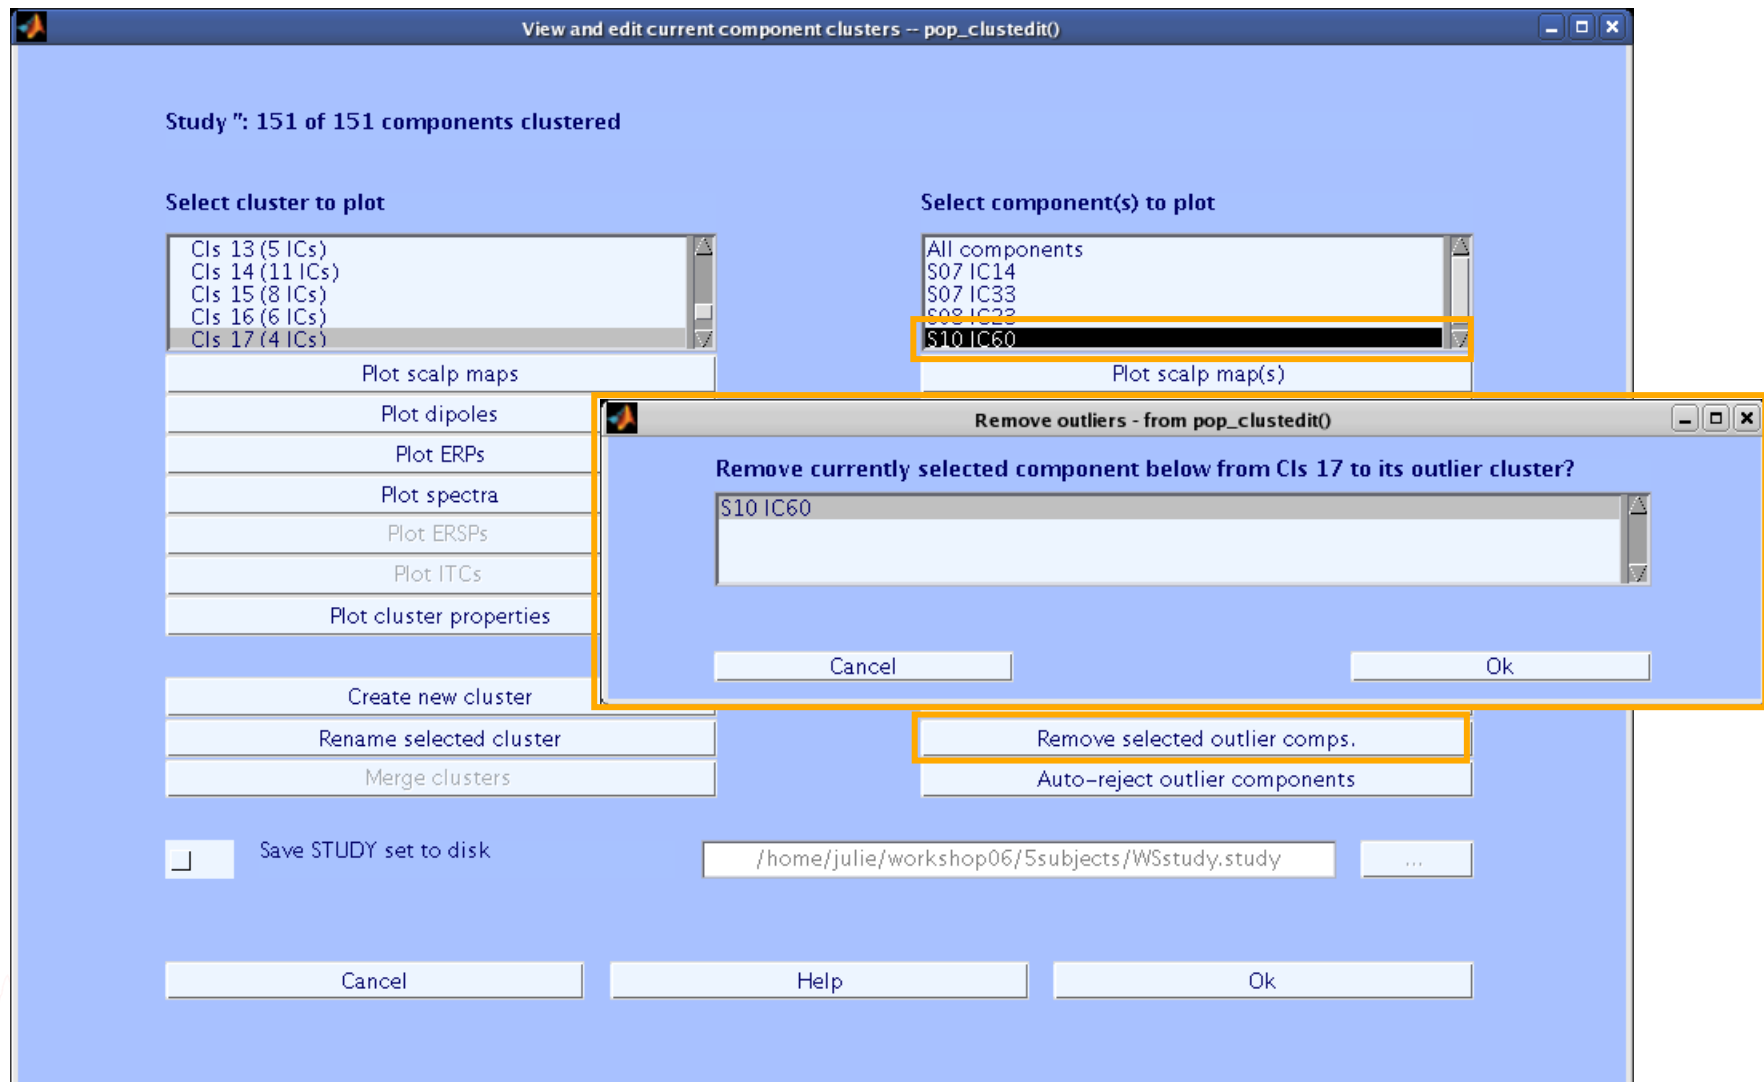 View and edit current component clusters -- pop_clustedit()
Study '': 151 of 151 components clustered
Select cluster to plot
Select component(s) to plot
Cls 13 (5 ICs)
Cls 14 (11 ICs)
Cls 15 (8 ICs)
Cls 16 (6 ICs)
Cls 17 (4 ICs)
All components
S07 IC14
S07 IC33
S08 IC23
S10 IC60
Plot scalp maps
Plot scalp map(s)
Plot dipoles
Plot ERPs
Plot spectra
Plot ERSPs
Plot ITCs
Plot cluster properties
Remove outliers - from pop_clustedit()
Remove currently selected component below from Cls 17 to its outlier cluster?
S10 IC60
Cancel
Ok
Create new cluster
Rename selected cluster
Remove selected outlier comps.
Merge clusters
Auto-reject outlier components
Save STUDY set to disk
/home/julie/workshop06/5subjects/WSstudy.study
...
Cancel
Help
Ok